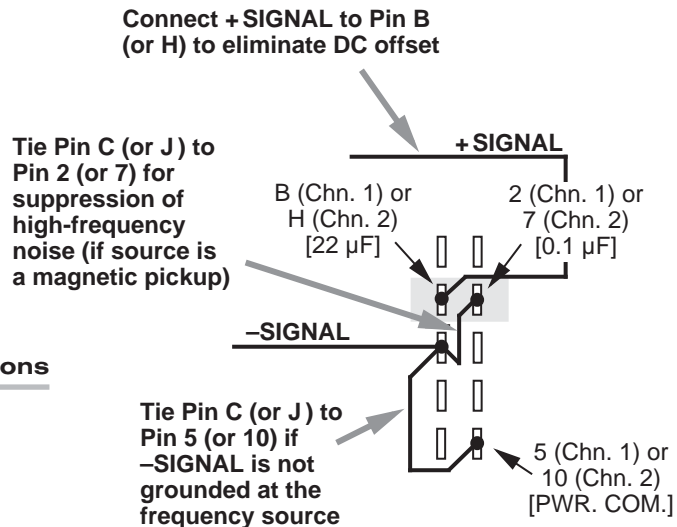 Connect +SIGNAL to Pin B
(or H) to eliminate DC offset
Tie Pin C (or J) to
Pin 2 (or 7) for
suppression of
high-frequency
noise (if source is
a magnetic pickup)
+SIGNAL
B (Chn. 1) or
H (Chn. 2)
[22 µF]
2 (Chn. 1) or
7 (Chn. 2)
[0.1 µF]
–SIGNAL
ons
Tie Pin C (or J) to
Pin 5 (or 10) if
–SIGNAL is not
grounded at the
frequency source
5 (Chn. 1) or
10 (Chn. 2)
[PWR. COM.]